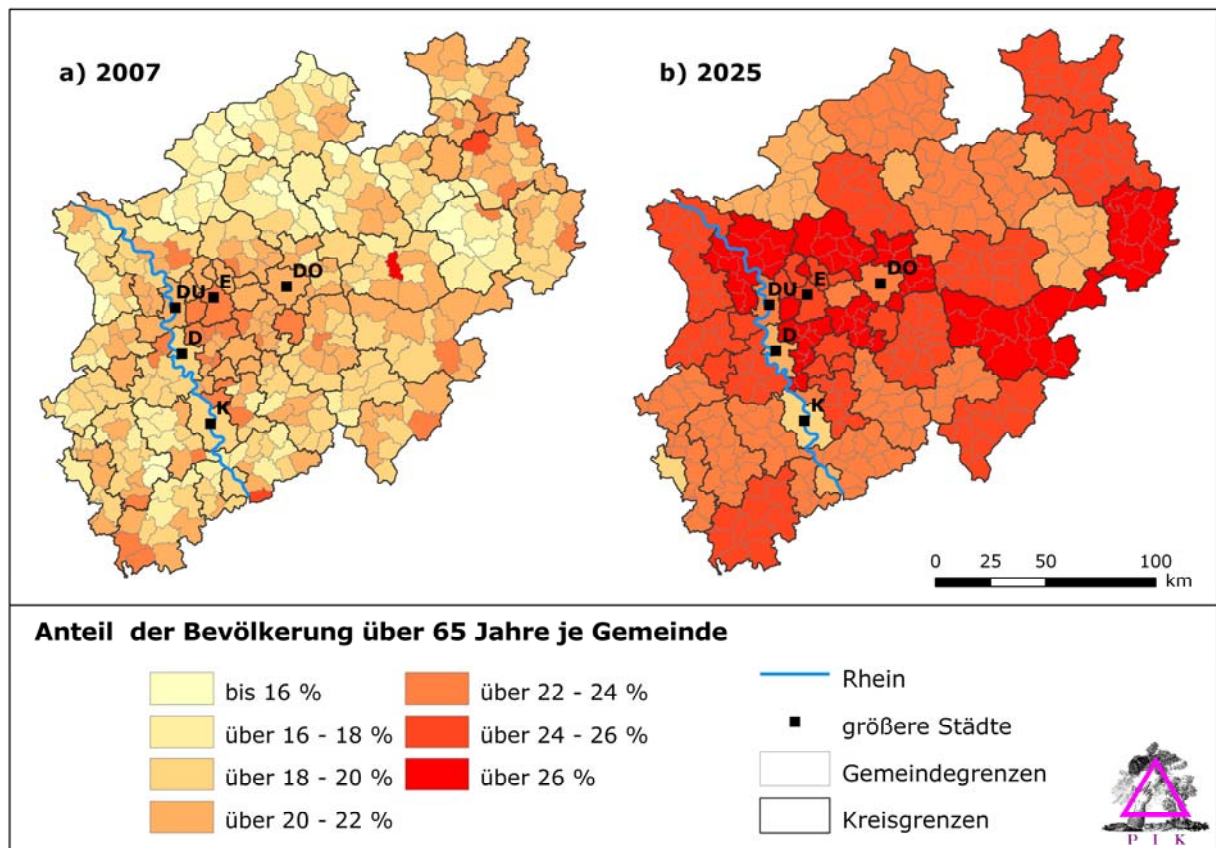 a) 2007
b) 2025
DU
E
DO
D
K
DU
E
DO
D
K
0 25 50 100
km
Anteil der Bevölkerung über 65 Jahre je Gemeinde
bis 16 %
über 16 - 18 %
über 18 - 20 %
über 20 - 22 %
über 22 - 24 %
über 24 - 26 %
über 26 %
Rhein
größere Städte
Gemeindegrenzen
Kreisgrenzen
P I K